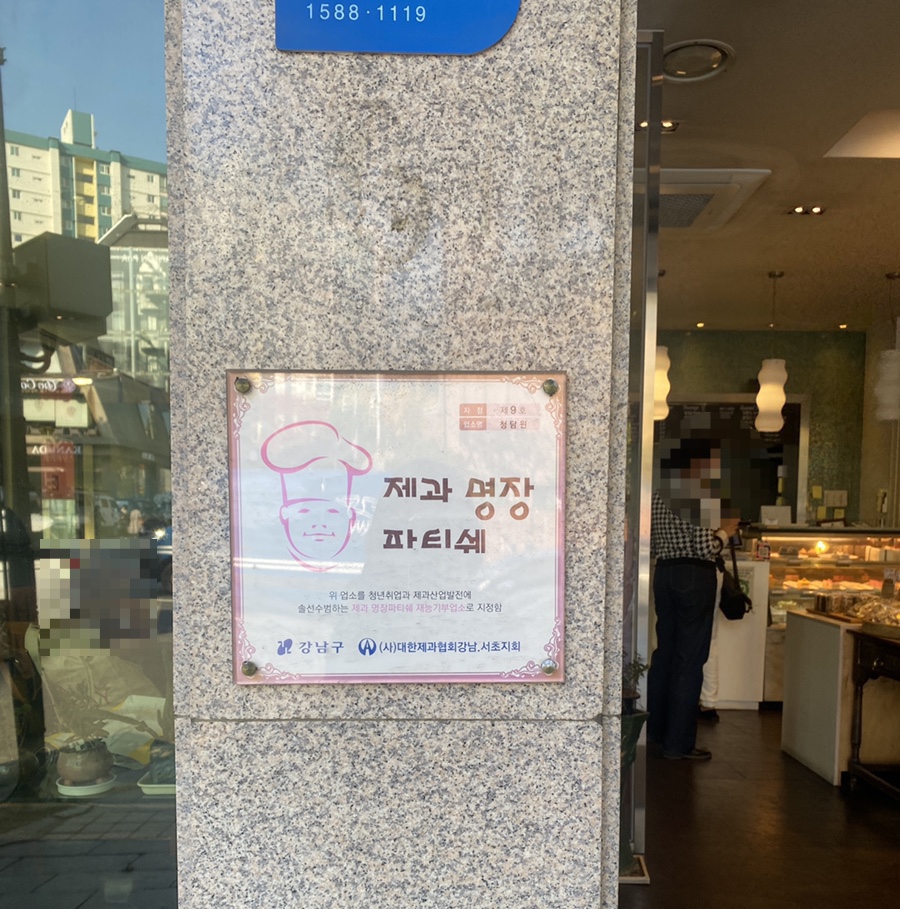 1588·1119
지 정 제9호
업소명 청담원
제과 명장
파티쉐
위 업소를 청년취업과 제과산업발전에
솔선수범하는 제과 명장파티쉐 재능기부업소로 지정함
강남구 (사)대한제과협회강남,서초지회
KANADA